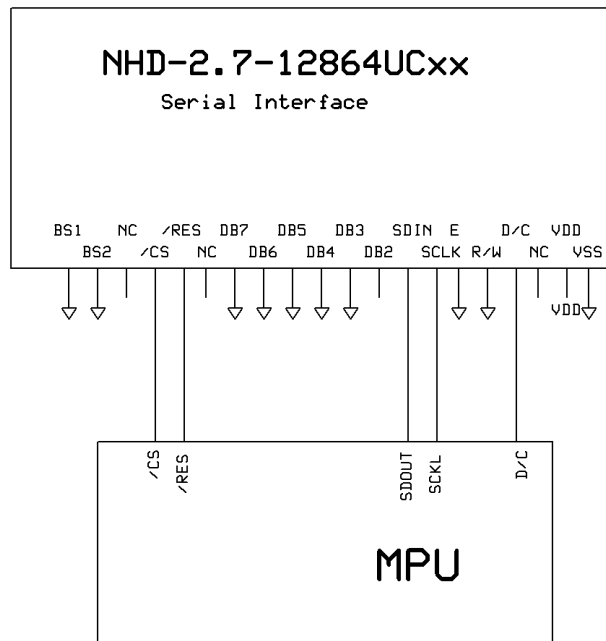 NHD-2.7-12864UCxx
Serial Interface
BS1 NC /RES DB7 DB5 DB3 SDIN E D/C VDD
BS2 /CS NC DB6 DB4 DB2 SCLK R/W NC VSS
VDD
/CS /RES SDOUT SCKL D/C
MPU